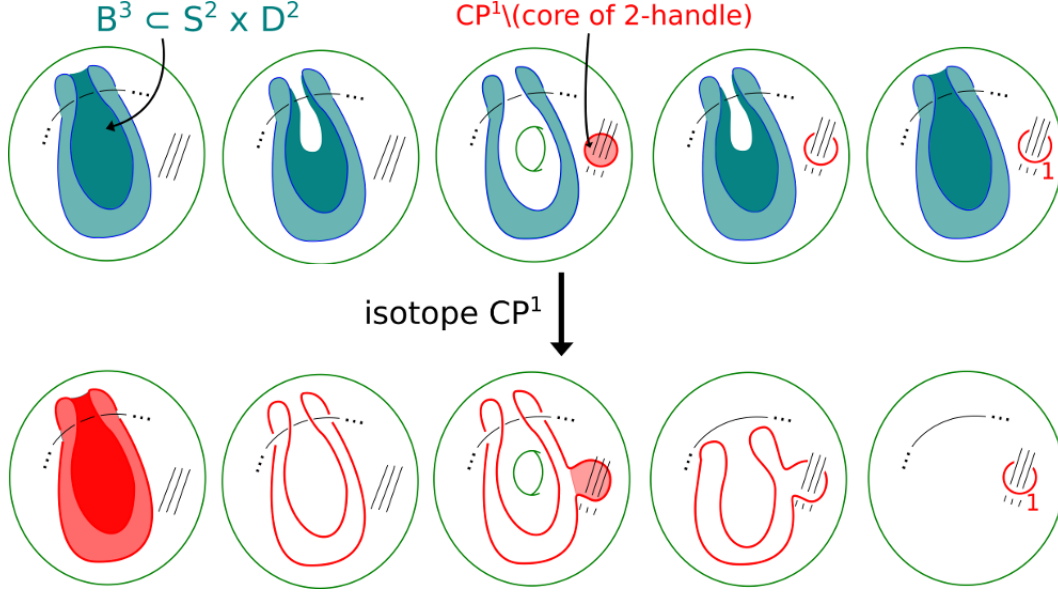 B³ ⊂ S² x D²
CP¹\(core of 2-handle)
1
isotope CP¹
1